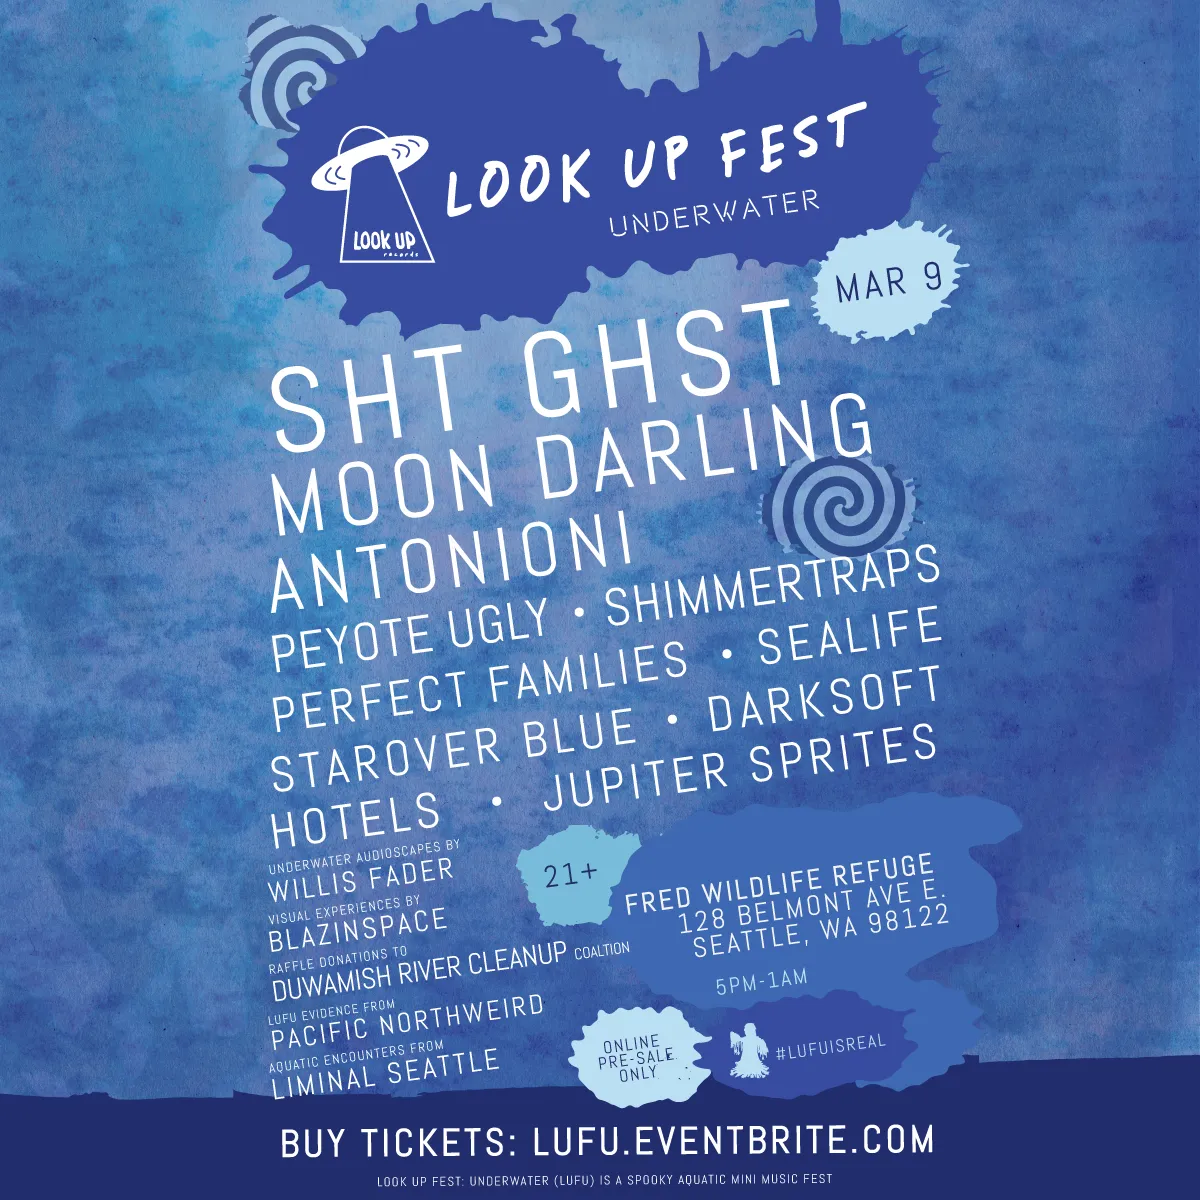 LOOK UP FEST
UNDERWATER
LOOK UP
records
MAR 9
SHT GHST
MOON DARLING
ANTONIONI
PEYOTE UGLY • SHIMMERTRAPS
PERFECT FAMILIES • SEALIFE
STAROVER BLUE • DARKSOFT
HOTELS • JUPITER SPRITES
UNDERWATER AUDIOSCAPES BY
WILLIS FADER
VISUAL EXPERIENCES BY
BLAZINSPACE
RAFFLE DONATIONS TO
DUWAMISH RIVER CLEANUP COALTION
LUFU EVIDENCE FROM
PACIFIC NORTHWEIRD
AQUATIC ENCOUNTERS FROM
LIMINAL SEATTLE
21+
FRED WILDLIFE REFUGE
128 BELMONT AVE E.
SEATTLE, WA 98122
5PM-1AM
ONLINE
PRE-SALE
ONLY
#LUFUISREAL
BUY TICKETS: LUFU.EVENTBRITE.COM
LOOK UP FEST: UNDERWATER (LUFU) IS A SPOOKY AQUATIC MINI MUSIC FEST